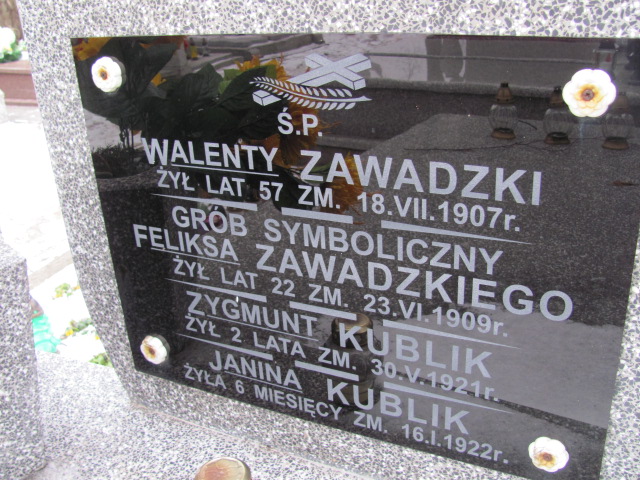 Ś.P.
WALENTY ZAWADZKI
ŻYŁ LAT 57 ZM. 18.VII.1907r.
GRÓB SYMBOLICZNY
FELIKSA ZAWADZKIEGO
ŻYŁ LAT 22 ZM. 23.VI.1909r.
ZYGMUNT KUBLIK
ŻYŁ 2 LATA ZM. 30.V.1921r.
JANINA KUBLIK
ŻYŁA 6 MIESIĘCY ZM. 16.I.1922r.